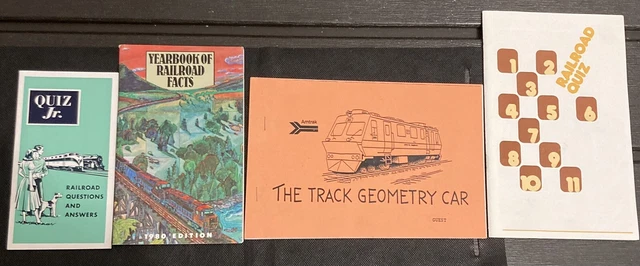 QUIZ
Jr.
RAILROAD
QUESTIONS
AND
ANSWERS
YEARBOOK OF
RAILROAD
FACTS
1980 EDITION
Amtrak
THE TRACK GEOMETRY CAR
RAILROAD
QUIZ
1
2
3
4
5
6
7
8
9
10
11